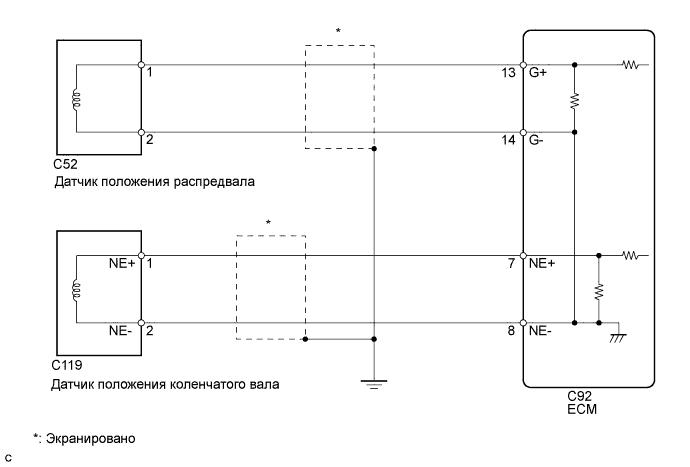 *
1
13
G+
2
14
G-
C52
Датчик положения распредвала
*
NE+
1
7
NE+
NE-
2
8
NE-
C119
Датчик положения коленчатого вала
C92
ECM
*: Экранировано
c